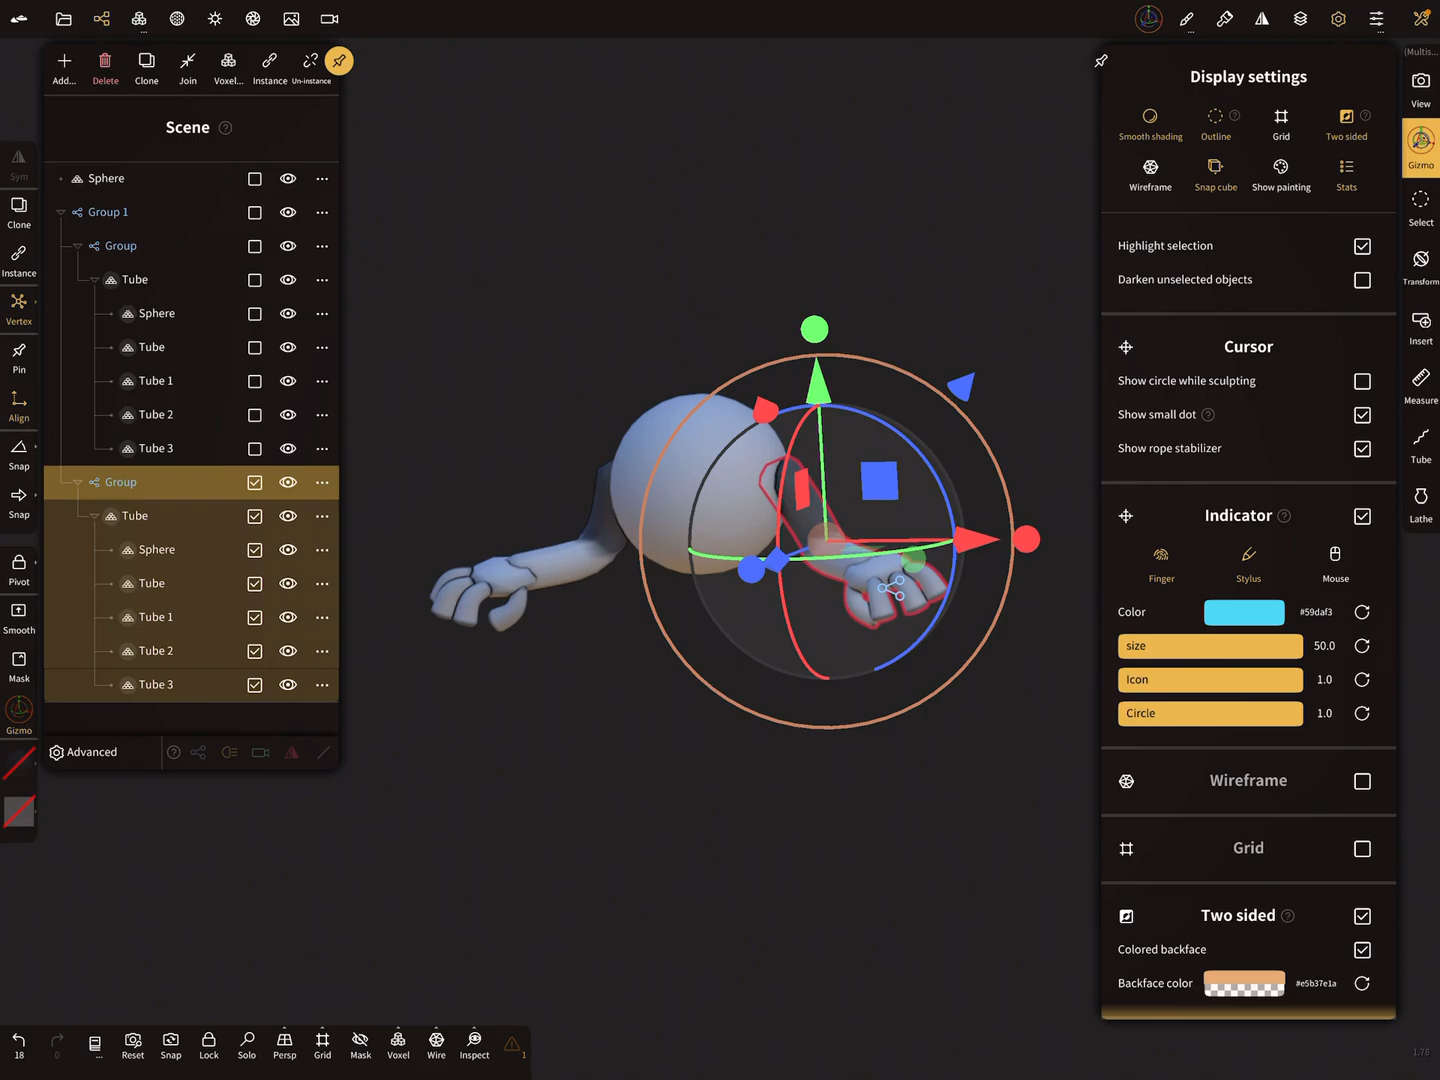 Add...
Delete
Clone
Join
Voxel...
Instance
Un-instance
Scene
Sphere
Group 1
Group
Tube
Sphere
Tube
Tube 1
Tube 2
Tube 3
Group
Tube
Sphere
Tube
Tube 1
Tube 2
Tube 3
Advanced
Sym
Clone
Instance
Vertex
Pin
Align
Snap
Snap
Pivot
Smooth
Mask
Gizmo
18
0
...
Reset
Snap
Lock
Solo
Persp
Grid
Mask
Voxel
Wire
Inspect
1
Display settings
Smooth shading
Outline
Grid
Two sided
Wireframe
Snap cube
Show painting
Stats
Highlight selection
Darken unselected objects
Cursor
Show circle while sculpting
Show small dot
Show rope stabilizer
Indicator
Finger
Stylus
Mouse
Color #59daf3
size 50.0
Icon 1.0
Circle 1.0
Wireframe
Grid
Two sided
Colored backface
Backface color #e5b37e1a
(Multis...
View
Gizmo
Select
Transform
Insert
Measure
Tube
Lathe
1.78